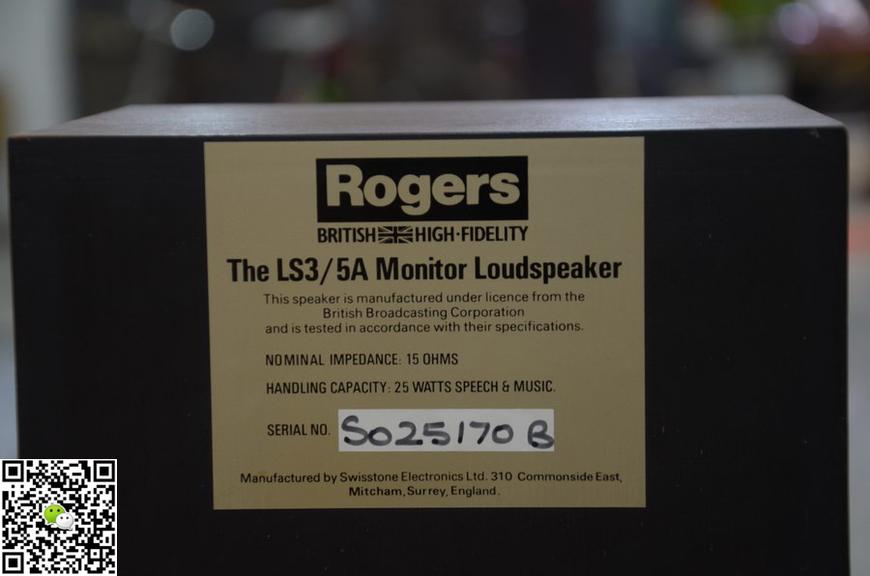 Rogers
BRITISH HIGH·FIDELITY
The LS3/5A Monitor Loudspeaker
This speaker is manufactured under licence from the
British Broadcasting Corporation
and is tested in accordance with their specifications.
NOMINAL IMPEDANCE: 15 OHMS
HANDLING CAPACITY: 25 WATTS SPEECH & MUSIC.
SERIAL NO. SO25170 B
Manufactured by Swisstone Electronics Ltd. 310 Commonside East,
Mitcham, Surrey, England.